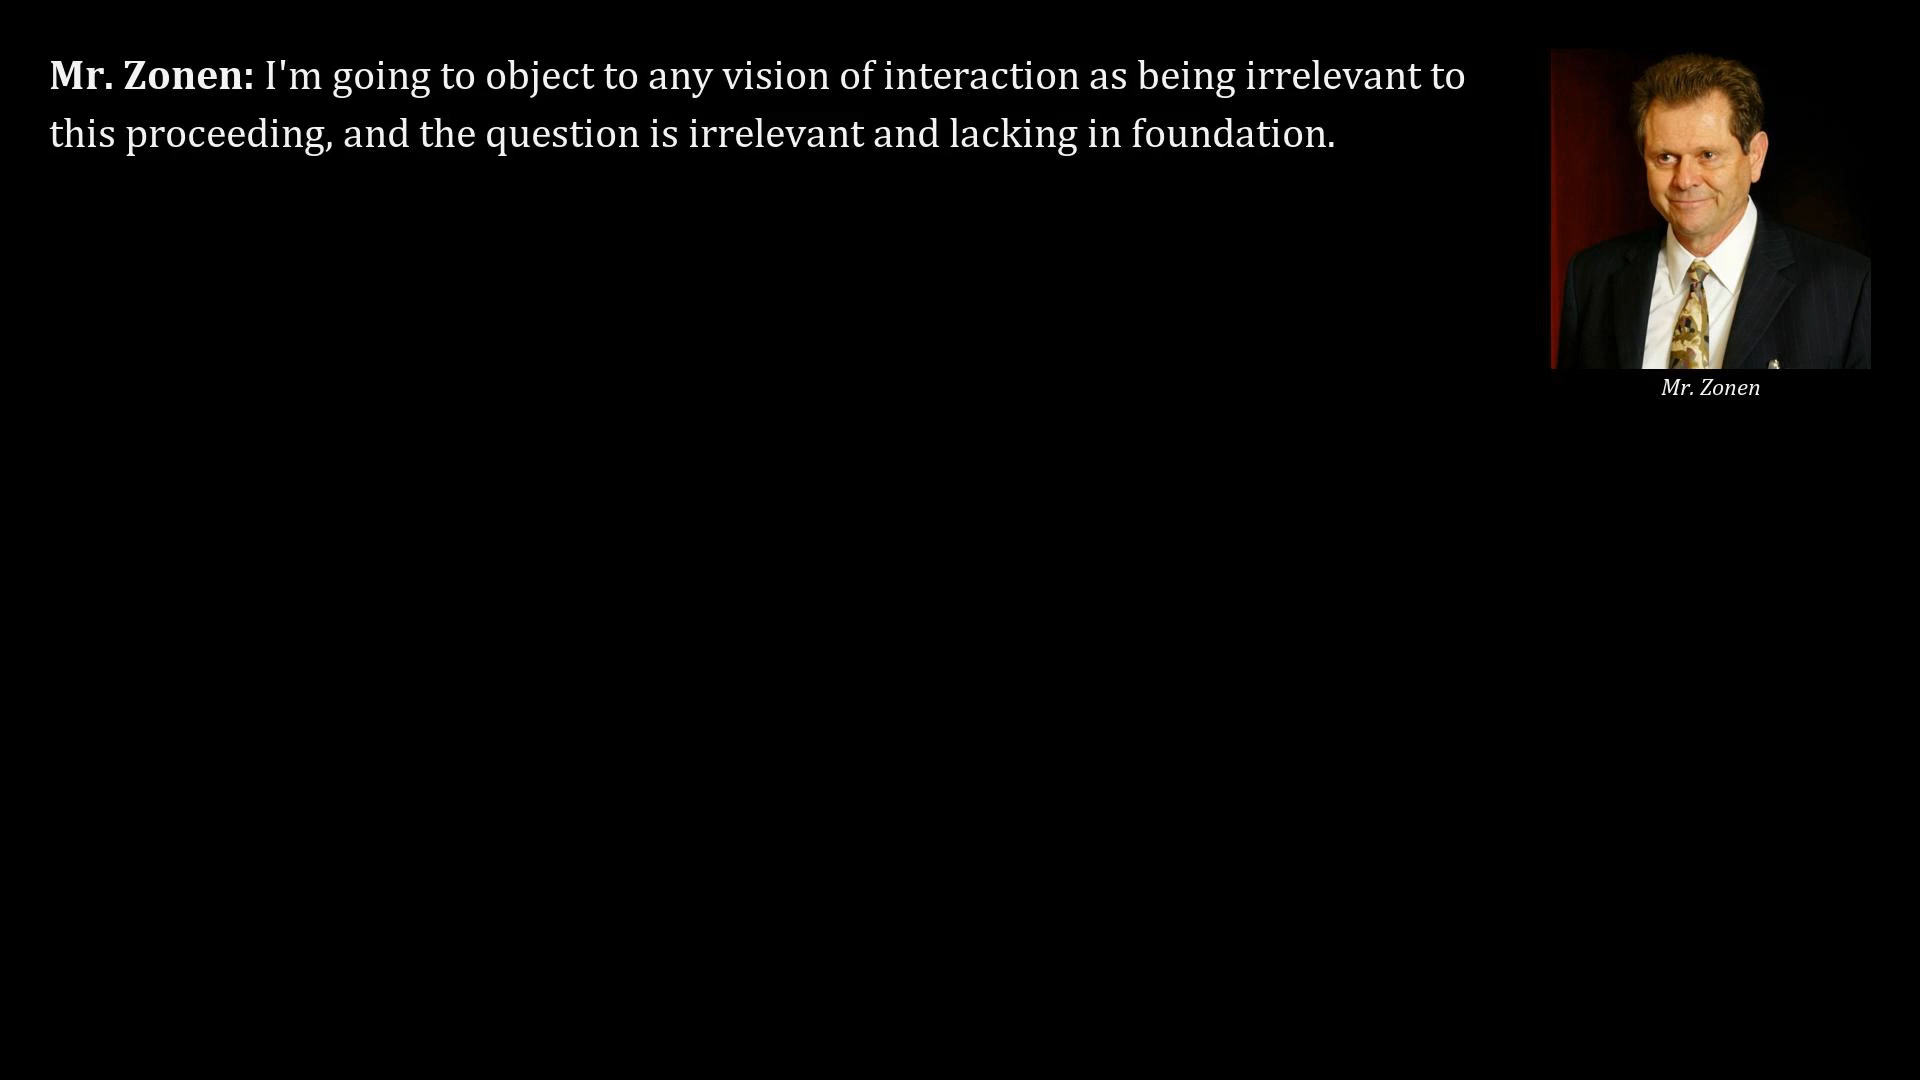 Mr. Zonen: I'm going to object to any vision of interaction as being irrelevant to
this proceeding, and the question is irrelevant and lacking in foundation.
Mr. Zonen